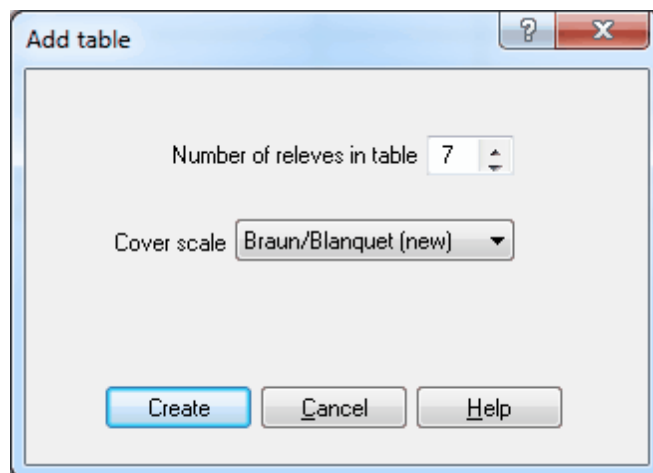 Add table
?
X
Number of releves in table 7
Cover scale Braun/Blanquet (new)
Create Cancel Help